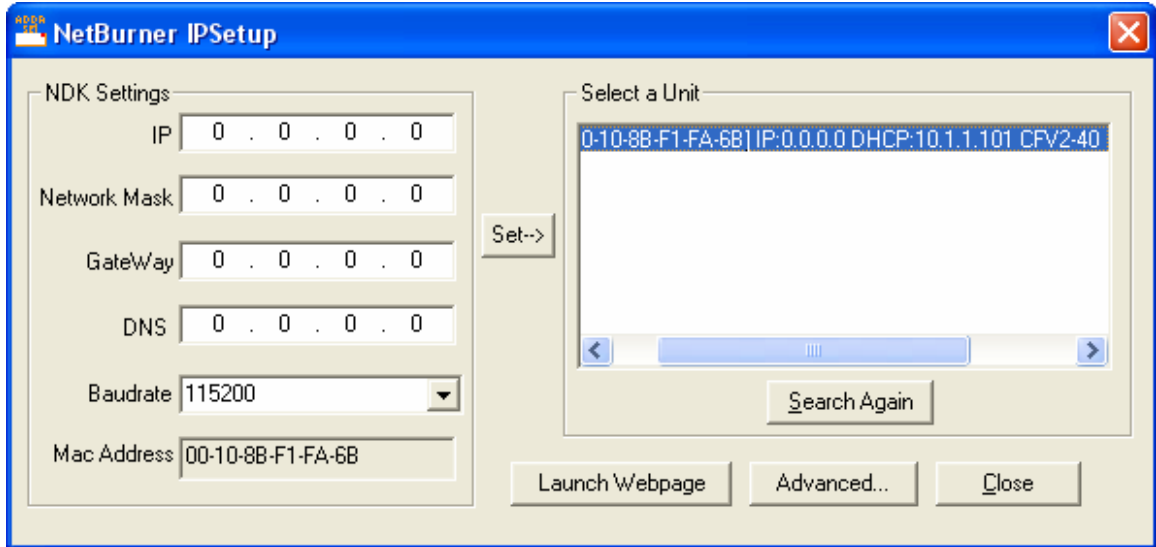 ADDR
SEL
NetBurner IPSetup
NDK Settings
IP 0 . 0 . 0 . 0
Network Mask 0 . 0 . 0 . 0
GateWay 0 . 0 . 0 . 0
DNS 0 . 0 . 0 . 0
Baudrate 115200
Mac Address 00-10-8B-F1-FA-6B
Set-->
Select a Unit
0-10-8B-F1-FA-6B] IP:0.0.0.0 DHCP:10.1.1.101 CFV2-40
Search Again
Launch Webpage Advanced... Close